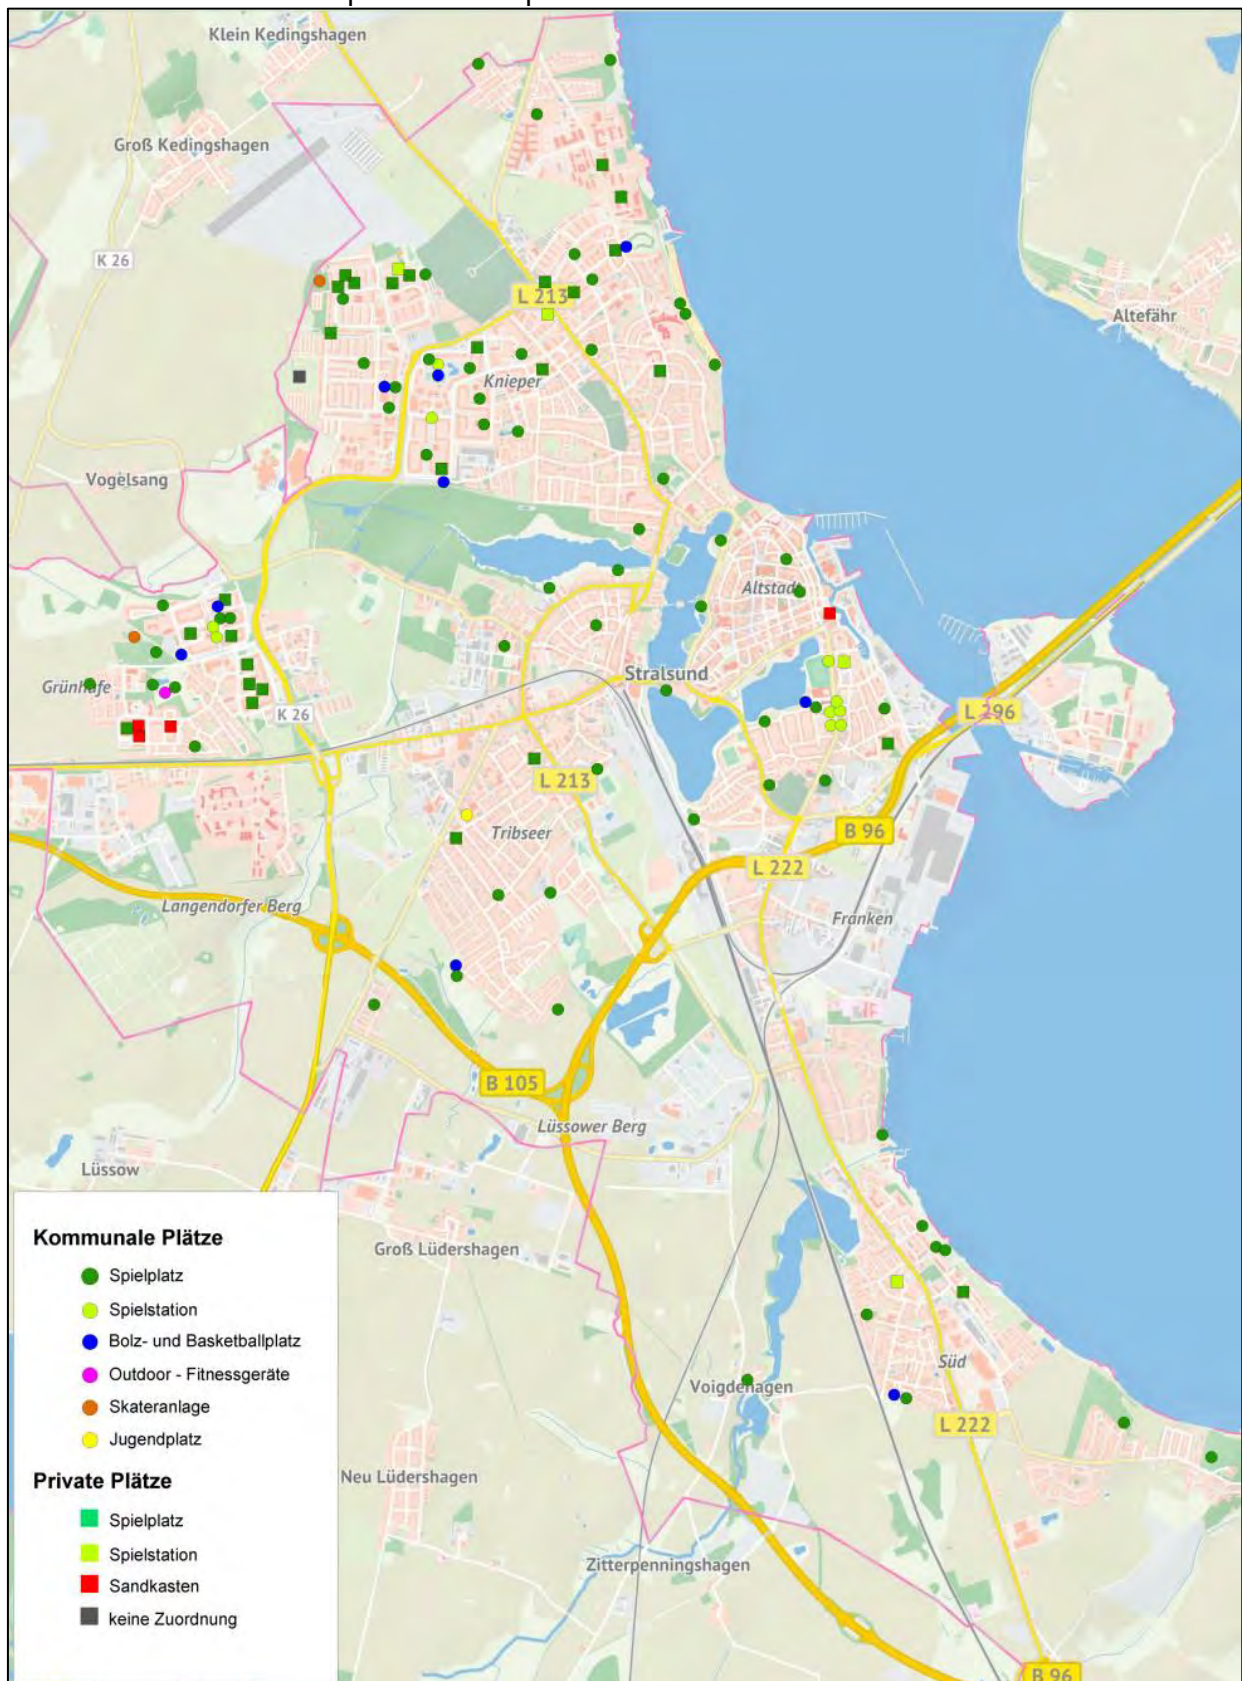 Klein Kedingshagen
Groß Kedingshagen
K 26
L 213
Altefähr
Knieper
Vogelsang
Altstadt
Grünhufe
Stralsund
K 26
L 296
L 213
Tribseer
B 96
L 222
Langendorfer Berg
Franken
B 105
Lüssower Berg
Lüssow
Groß Lüdershagen
Süd
Voigdehagen
L 222
Neu Lüdershagen
Zitterpenningshagen
B 96
Kommunale Plätze
Spielplatz
Spielstation
Bolz- und Basketballplatz
Outdoor - Fitnessgeräte
Skateranlage
Jugendplatz
Private Plätze
Spielplatz
Spielstation
Sandkasten
keine Zuordnung